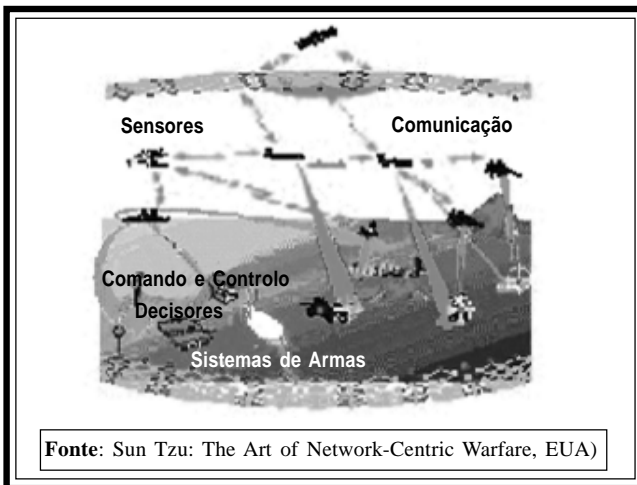 Sensores
Comunicação
Comando e Controlo
Decisores
Sistemas de Armas
Fonte: Sun Tzu: The Art of Network-Centric Warfare, EUA)